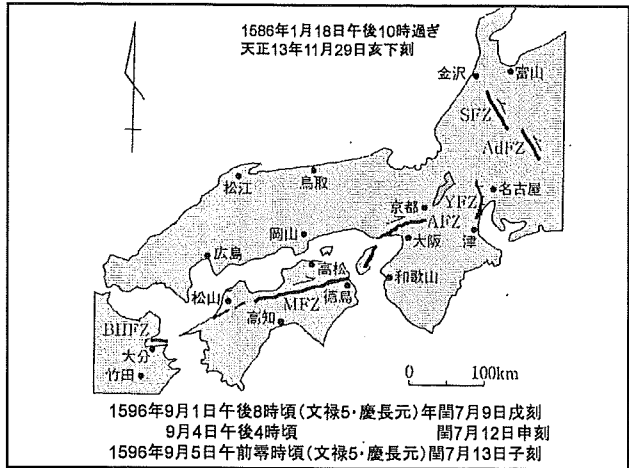 1586年1月18日午後10時過ぎ
天正13年11月29日亥下刻
金沢
富山
SFZ
AdFZ
松江
鳥取
名古屋
京都
YFZ
AFZ
岡山
大阪
津
広島
高松
和歌山
松山
MFZ
徳島
高知
BHFZ
大分
竹田
0 100km
1596年9月1日午後8時頃(文禄5・慶長元)年閏7月9日戌刻
9月4日午後4時頃 閏7月12日申刻
1596年9月5日午前零時頃(文禄5・慶長元)閏7月13日子刻